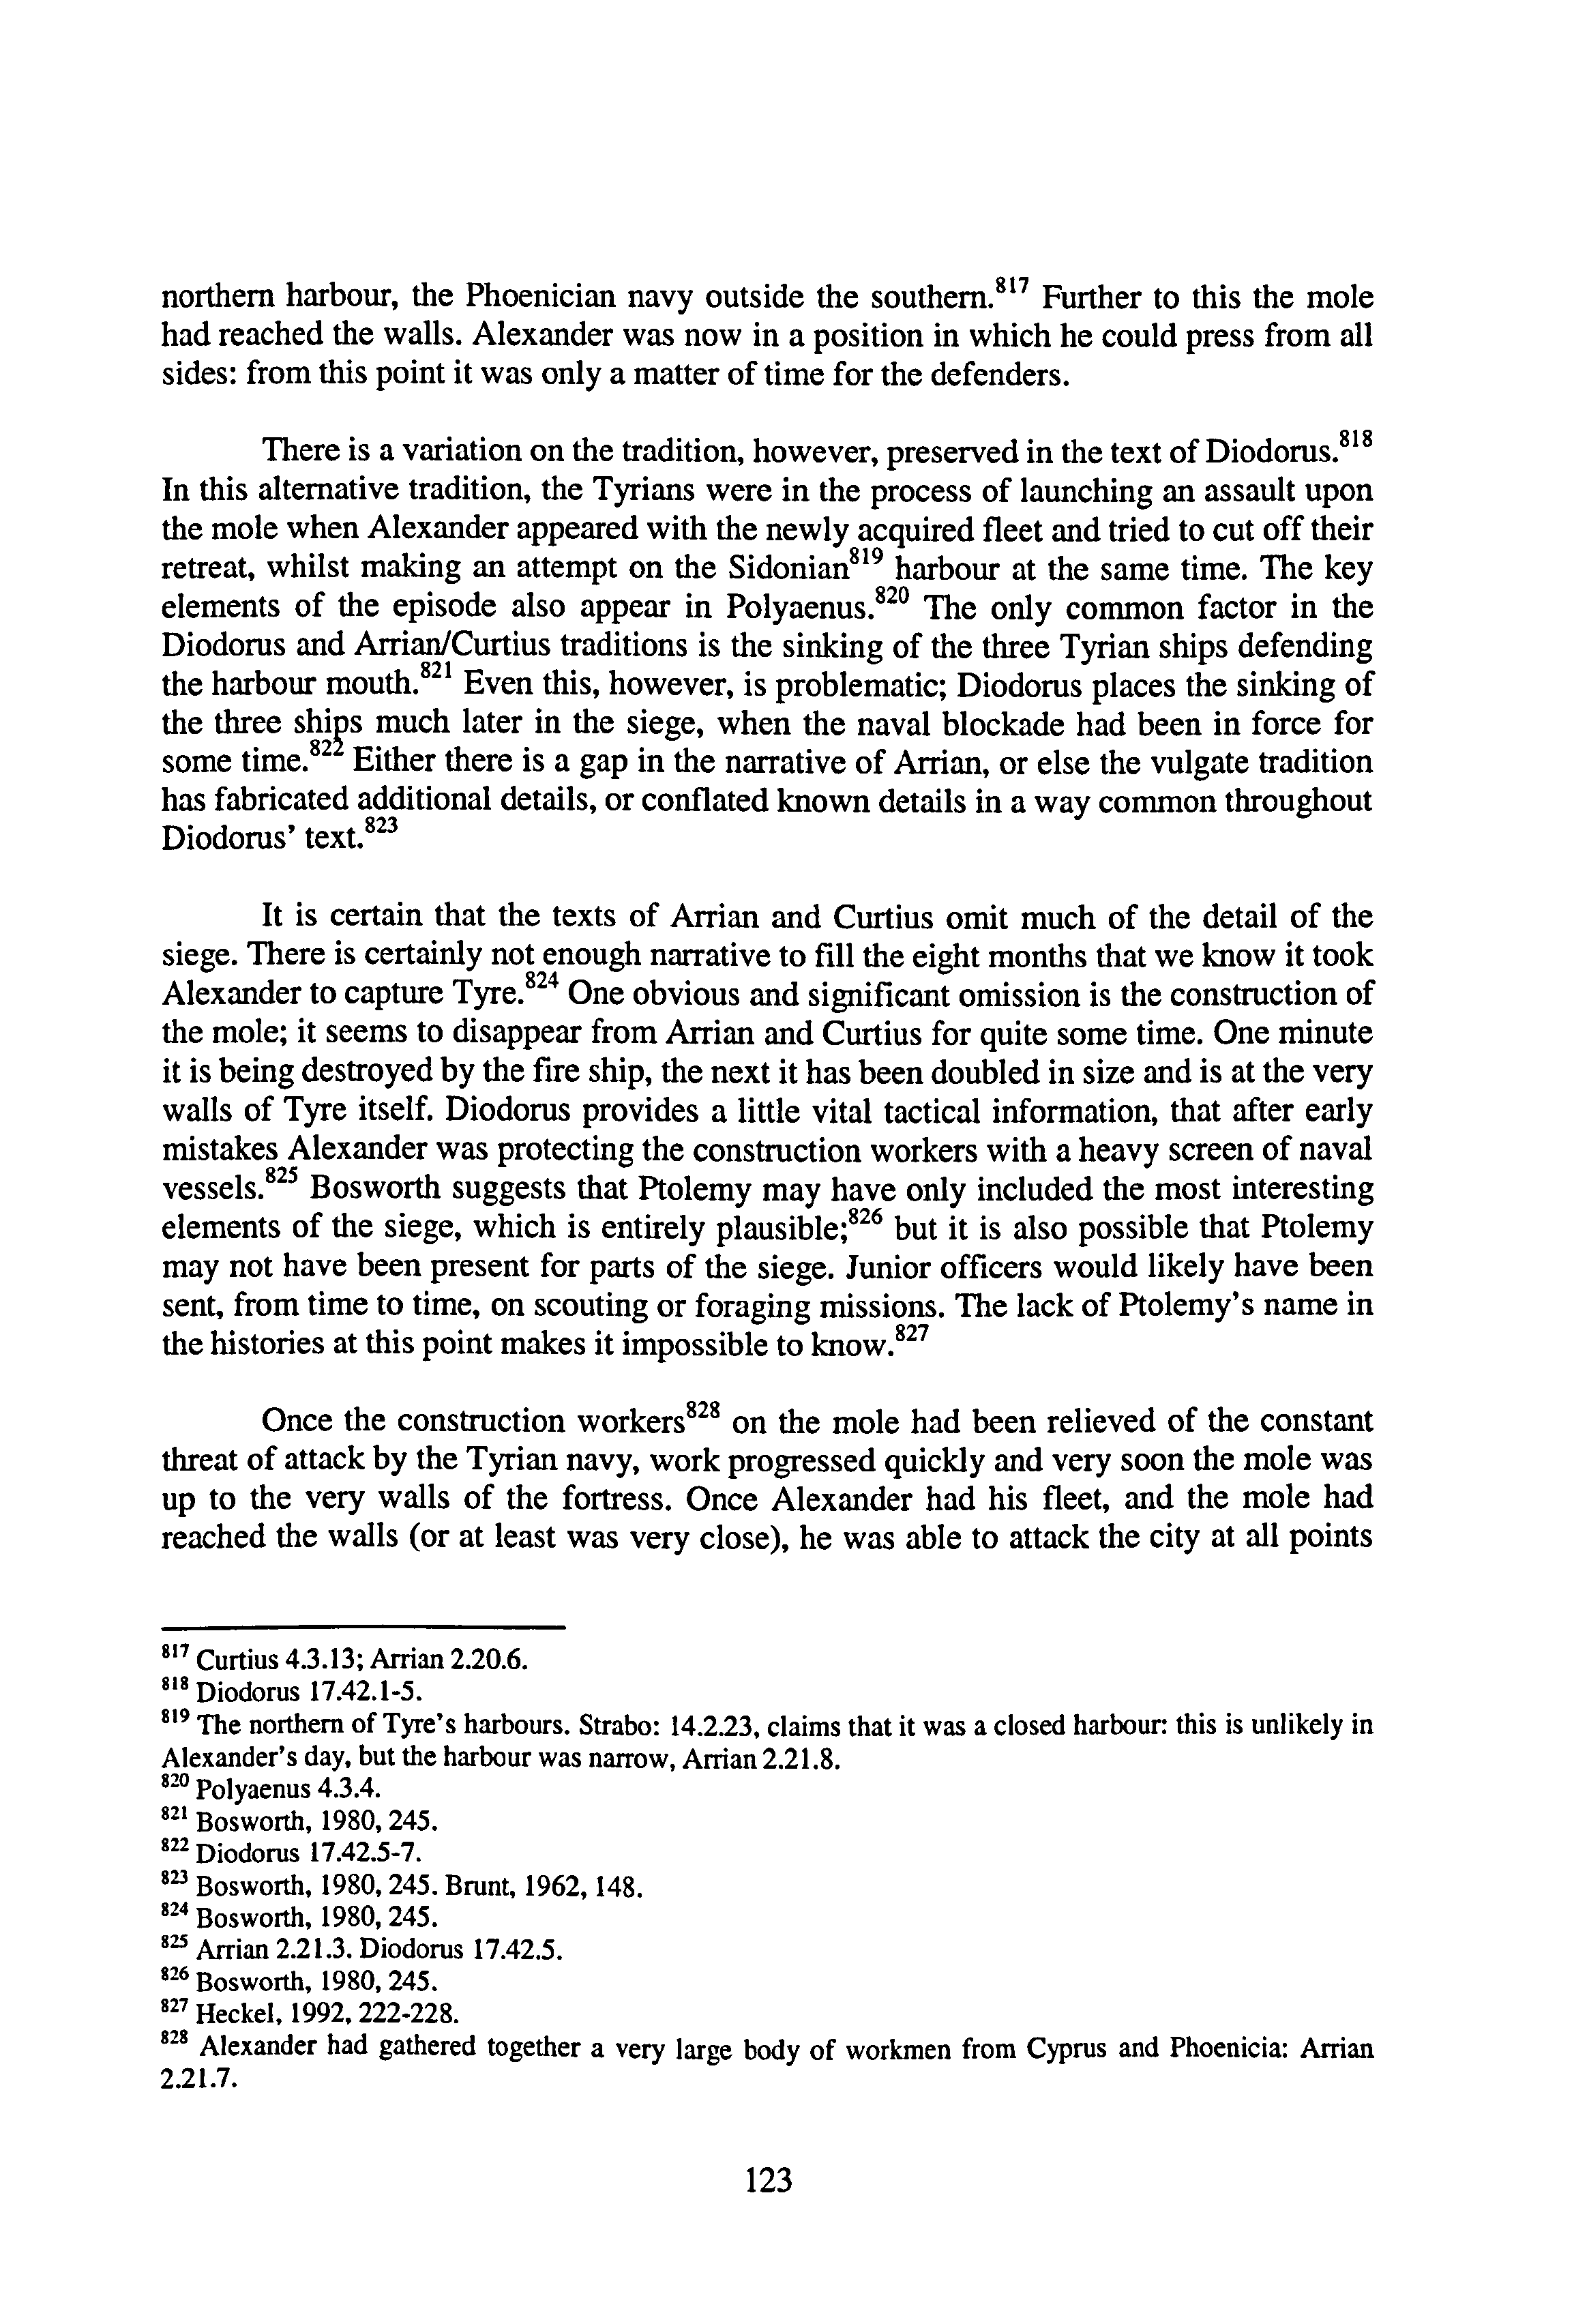 northern harbour, the Phoenician navy outside the southern.817 Further to this the mole
had reached the walls. Alexander was now in a position in which he could press from all
sides: from this point it was only a matter of time for the defenders.
There is a variation on the tradition, however, preserved in the text of Diodorus.818
In this alternative tradition, the Tyrians were in the process of launching an assault upon
the mole when Alexander appeared with the newly acquired fleet and tried to cut off their
retreat, whilst making an attempt on the Sidonian819 harbour at the same time. The key
elements of the episode also appear in Polyaenus.820 The only common factor in the
Diodorus and Arrian/Curtius traditions is the sinking of the three Tyrian ships defending
the harbour mouth.821 Even this, however, is problematic; Diodorus places the sinking of
the three ships much later in the siege, when the naval blockade had been in force for
some time.822 Either there is a gap in the narrative of Arrian, or else the vulgate tradition
has fabricated additional details, or conflated known details in a way common throughout
Diodorus' text.823
It is certain that the texts of Arrian and Curtius omit much of the detail of the
siege. There is certainly not enough narrative to fill the eight months that we know it took
Alexander to capture Tyre.824 One obvious and significant omission is the construction of
the mole; it seems to disappear from Arrian and Curtius for quite some time. One minute
it is being destroyed by the fire ship, the next it has been doubled in size and is at the very
walls of Tyre itself. Diodorus provides a little vital tactical information, that after early
mistakes Alexander was protecting the construction workers with a heavy screen of naval
vessels.825 Bosworth suggests that Ptolemy may have only included the most interesting
elements of the siege, which is entirely plausible;826 but it is also possible that Ptolemy
may not have been present for parts of the siege. Junior officers would likely have been
sent, from time to time, on scouting or foraging missions. The lack of Ptolemy's name in
the histories at this point makes it impossible to know.827
Once the construction workers828 on the mole had been relieved of the constant
threat of attack by the Tyrian navy, work progressed quickly and very soon the mole was
up to the very walls of the fortress. Once Alexander had his fleet, and the mole had
reached the walls (or at least was very close), he was able to attack the city at all points
817 Curtius 4.3.13; Arrian 2.20.6.
818 Diodorus 17.42.1-5.
819 The northern of Tyre's harbours. Strabo: 14.2.23, claims that it was a closed harbour: this is unlikely in
Alexander's day, but the harbour was narrow, Arrian 2.21.8.
820 Polyaenus 4.3.4.
821 Bosworth, 1980, 245.
822 Diodorus 17.42.5-7.
823 Bosworth, 1980, 245. Brunt, 1962, 148.
824 Bosworth, 1980, 245.
825 Arrian 2.21.3. Diodorus 17.42.5.
826 Bosworth, 1980, 245.
827 Heckel, 1992, 222-228.
828 Alexander had gathered together a very large body of workmen from Cyprus and Phoenicia: Arrian
2.21.7.
123